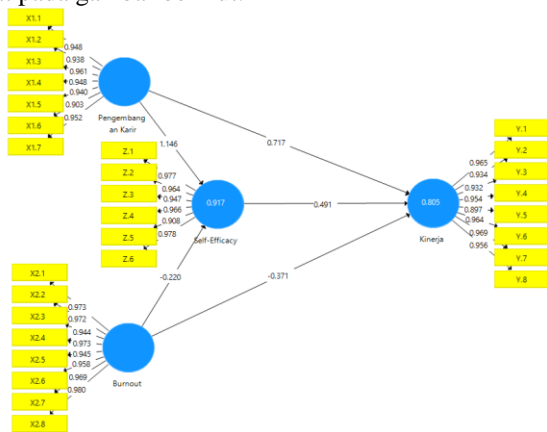 X1.1
X1.2
X1.3
X1.4
X1.5
X1.6
X1.7
0.948
0.938
0.961
0.948
0.940
0.903
0.952
Pengembang
an Karir
1.146
0.717
Z.1
Z.2
Z.3
Z.4
Z.5
Z.6
0.977
0.964
0.947
0.966
0.908
0.978
0.917
Self-Efficacy
0.491
0.805
Kinerja
0.965
0.934
0.932
0.954
0.897
0.964
0.969
0.956
Y.1
Y.2
Y.3
Y.4
Y.5
Y.6
Y.7
Y.8
-0.220
-0.371
X2.1
X2.2
X2.3
X2.4
X2.5
X2.6
X2.7
X2.8
0.973
0.972
0.944
0.973
0.945
0.958
0.969
0.980
Burnout